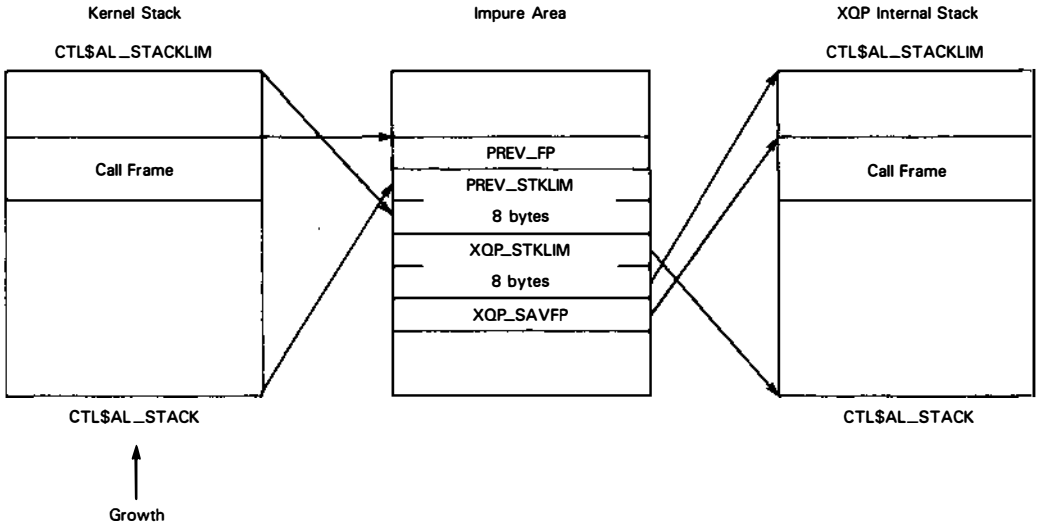 Kernel Stack
Impure Area
XQP Internal Stack
CTL$AL_STACKLIM
CTL$AL_STACKLIM
PREV_FP
Call Frame
PREV_STKLIM
Call Frame
8 bytes
XQP_STKLIM
8 bytes
XQP_SAVFP
CTL$AL_STACK
CTL$AL_STACK
Growth